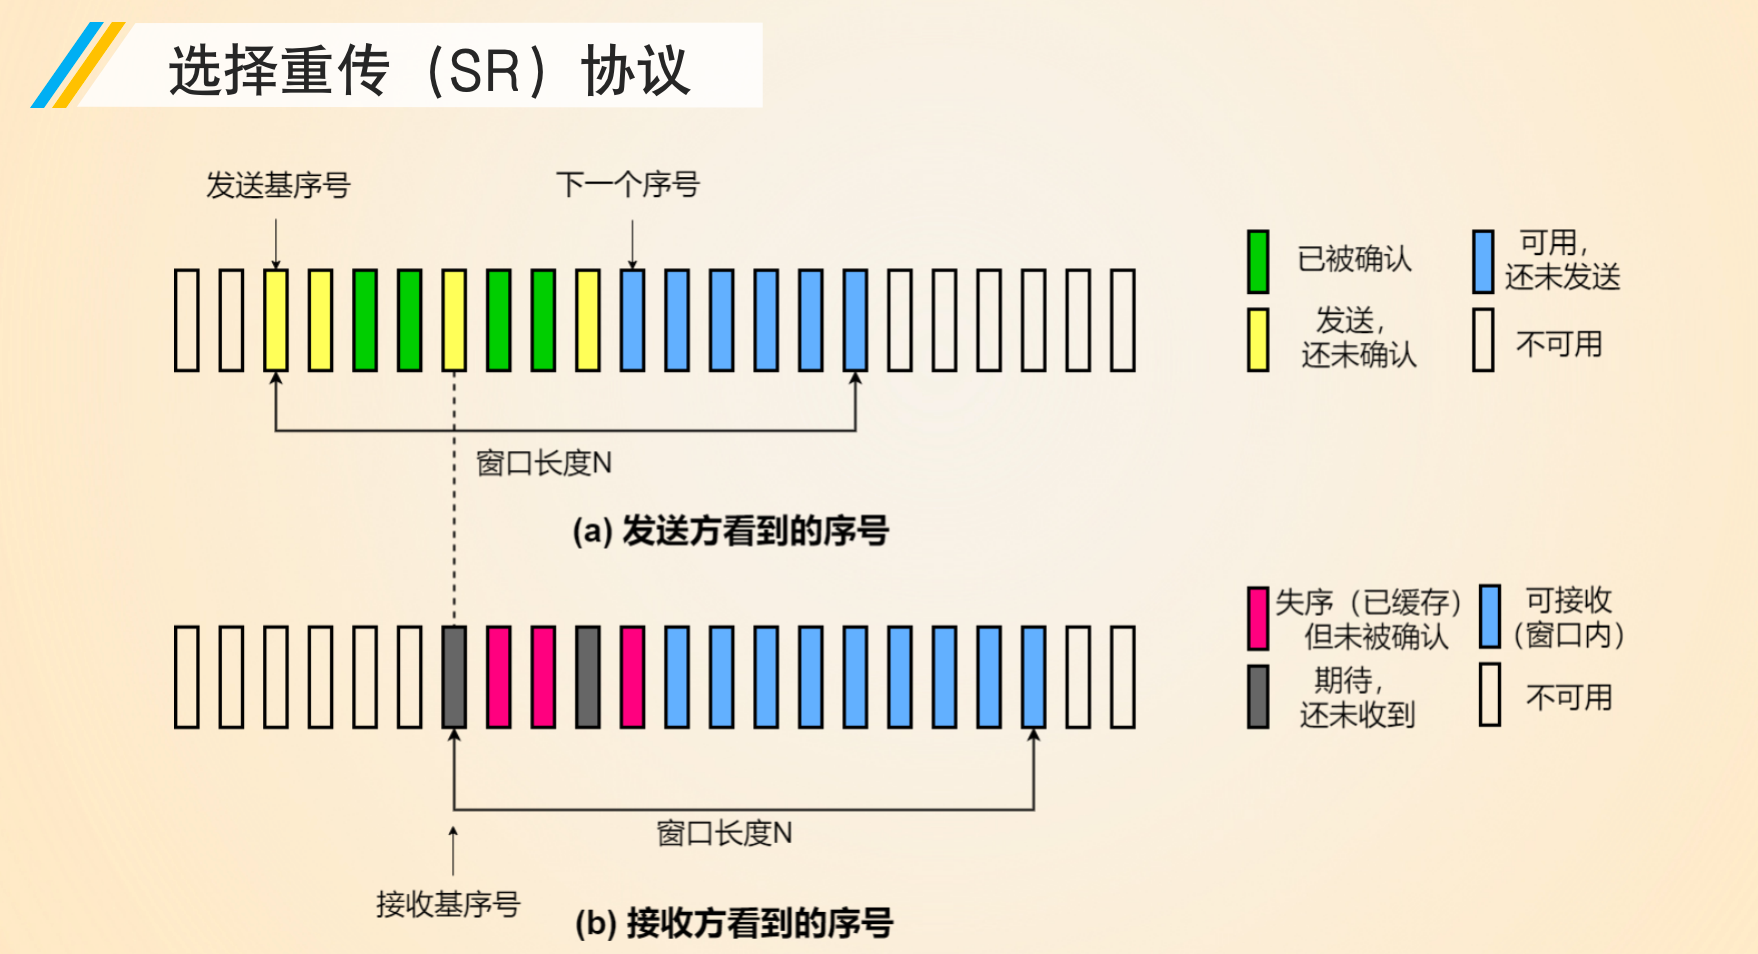 选择重传（SR）协议
发送基序号
下一个序号
已被确认
可用，
还未发送
发送，
还未确认
不可用
窗口长度N
(a) 发送方看到的序号
失序（已缓存）
但未被确认
可接收
（窗口内）
期待，
还未收到
不可用
窗口长度N
接收基序号
(b) 接收方看到的序号